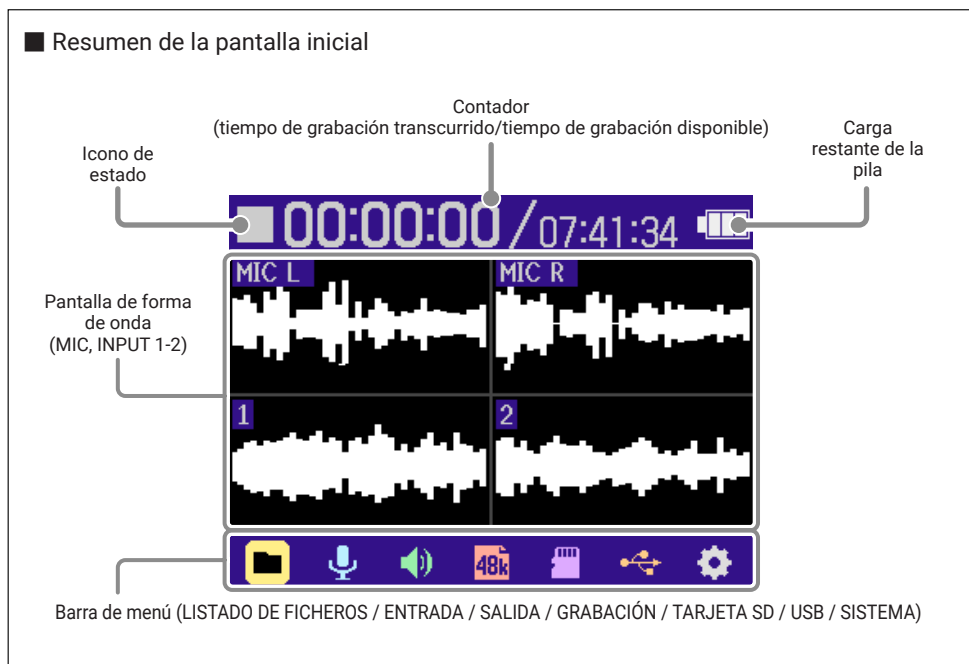 ■ Resumen de la pantalla inicial
Contador
(tiempo de grabación transcurrido/tiempo de grabación disponible)
Carga
restante de la
pila
Icono de
estado
00:00:00/07:41:34
MIC L
MIC R
Pantalla de forma
de onda
(MIC, INPUT 1-2)
1
2
48k
Barra de menú (LISTADO DE FICHEROS / ENTRADA / SALIDA / GRABACIÓN / TARJETA SD / USB / SISTEMA)